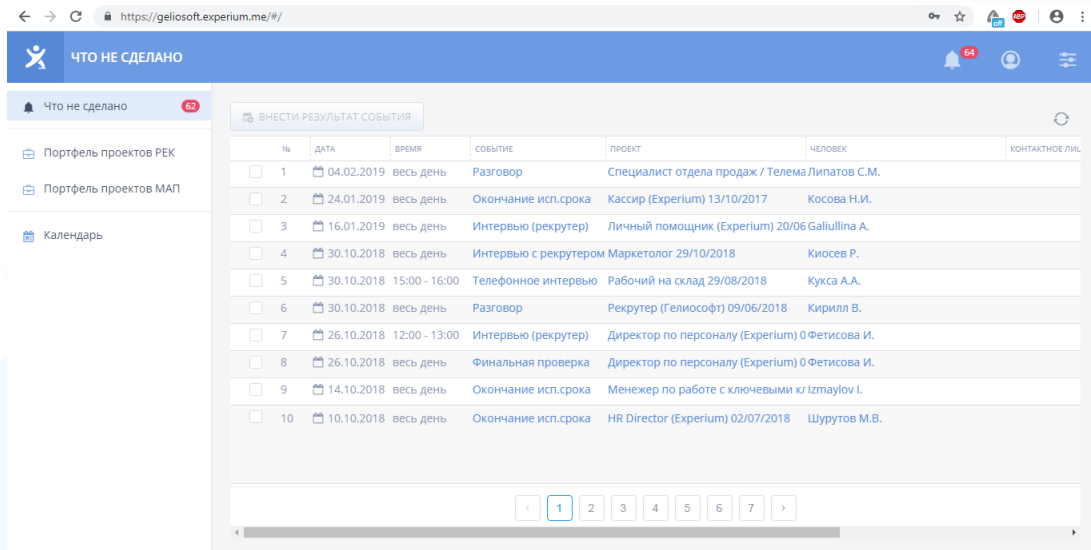 https://geliosoft.experium.me/#/
off ABP
ЧТО НЕ СДЕЛАНО 64
Что не сделано 62
Портфель проектов РЕК
Портфель проектов МАП
Календарь
ВНЕСТИ РЕЗУЛЬТАТ СОБЫТИЯ
№ ДАТА ВРЕМЯ СОБЫТИЕ ПРОЕКТ ЧЕЛОВЕК КОНТАКТНОЕ ЛИЦ
1 04.02.2019 весь день Разговор Специалист отдела продаж / Телема Липатов С.М.
2 24.01.2019 весь день Окончание исп.срока Кассир (Experium) 13/10/2017 Косова Н.И.
3 16.01.2019 весь день Интервью (рекрутер) Личный помощник (Experium) 20/06 Galiullina A.
4 30.10.2018 весь день Интервью с рекрутером Маркетолог 29/10/2018 Киосев Р.
5 30.10.2018 15:00 - 16:00 Телефонное интервью Рабочий на склад 29/08/2018 Кукса А.А.
6 30.10.2018 весь день Разговор Рекрутер (Гелиософт) 09/06/2018 Кирилл В.
7 26.10.2018 12:00 - 13:00 Интервью (рекрутер) Директор по персоналу (Experium) 0 Фетисова И.
8 26.10.2018 весь день Финальная проверка Директор по персоналу (Experium) 0 Фетисова И.
9 14.10.2018 весь день Окончание исп.срока Менежер по работе с ключевыми кл Izmaylov I.
10 10.10.2018 весь день Окончание исп.срока HR Director (Experium) 02/07/2018 Шурутов М.В.
1 2 3 4 5 6 7